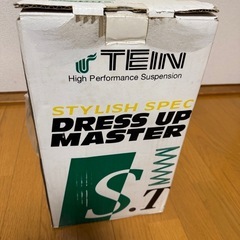 TEIN
High Performance Suspension
STYLISH SPEC
DRESS UP
MASTER
S.T